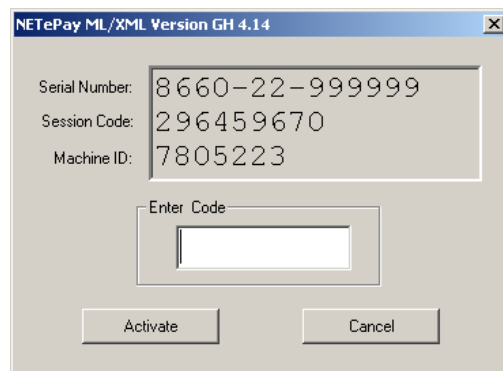 NETePay ML/XML Version GH 4.14
Serial Number: 8660-22-999999
Session Code: 296459670
Machine ID: 7805223
Enter Code
Activate Cancel